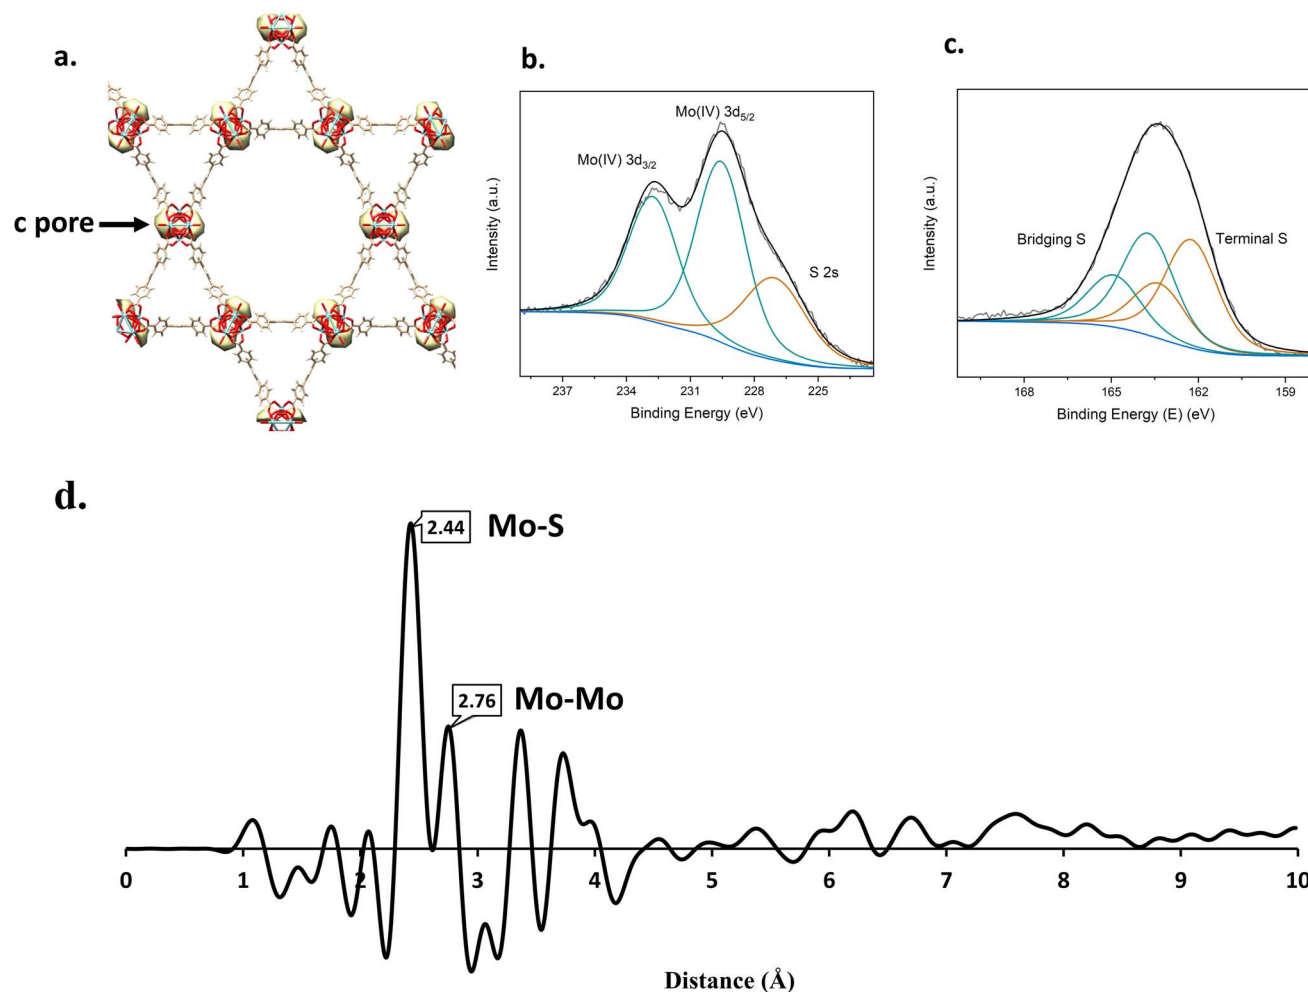 a.
c pore
b.
Mo(IV) 3d5/2
Mo(IV) 3d3/2
S 2s
Intensity (a.u.)
237 234 231 228 225
Binding Energy (eV)
c.
Bridging S
Terminal S
Intensity (a.u.)
168 165 162 159
Binding Energy (E) (eV)
d.
2.44 Mo-S
2.76 Mo-Mo
0 1 2 3 4 5 6 7 8 9 10
Distance (Å)